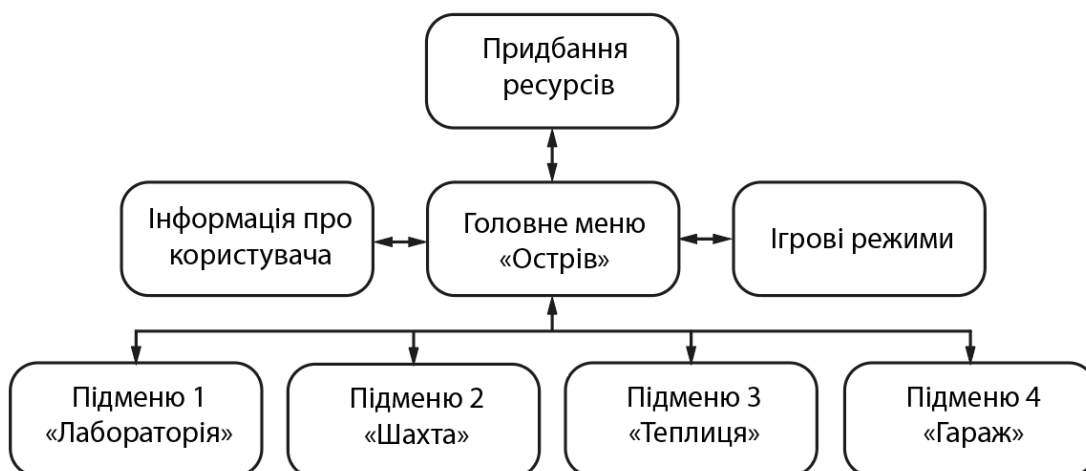 Придбання
ресурсів
Інформація про
користувача
Головне меню
«Острів»
Ігрові режими
Підменю 1
«Лабораторія»
Підменю 2
«Шахта»
Підменю 3
«Теплиця»
Підменю 4
«Гараж»